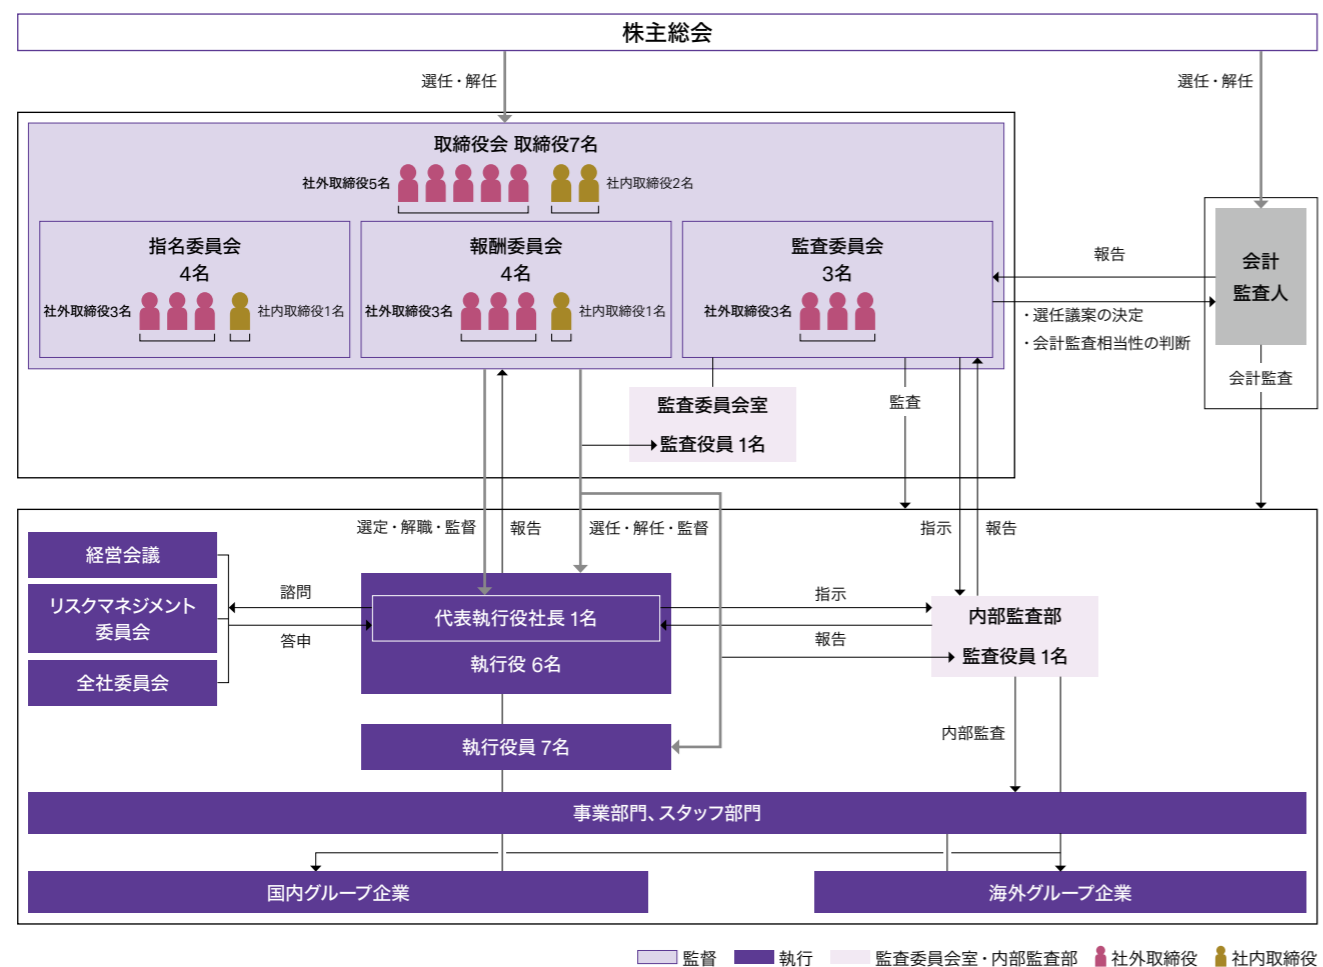 株主総会
選任・解任
選任・解任
取締役会 取締役7名
社外取締役5名
社内取締役2名
指名委員会
4名
社外取締役3名
社内取締役1名
報酬委員会
4名
社外取締役3名
社内取締役1名
監査委員会
3名
社外取締役3名
報告
・選任議案の決定
・会計監査相当性の判断
会計
監査人
会計監査
監査委員会室
監査役員 1名
監査
選定・解職・監督
報告
選任・解任・監督
指示
報告
経営会議
リスクマネジメント
委員会
全社委員会
諮問
答申
代表執行役社長 1名
執行役 6名
指示
報告
内部監査部
監査役員 1名
執行役員 7名
内部監査
事業部門、スタッフ部門
国内グループ企業
海外グループ企業
監督
執行
監査委員会室・内部監査部
社外取締役
社内取締役